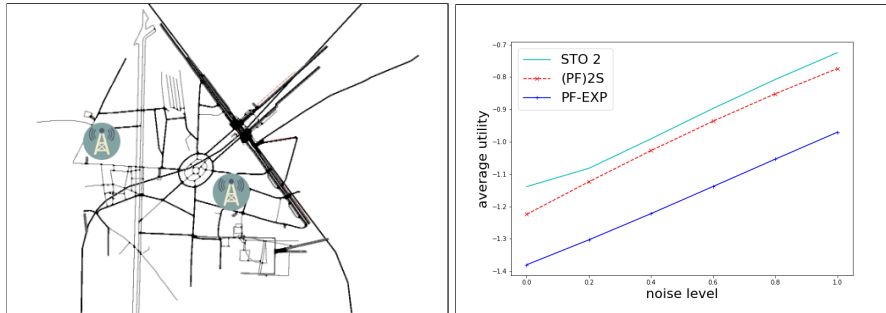 STO 2
(PF)2S
PF-EXP
average utility
-0.7
-0.8
-0.9
-1.0
-1.1
-1.2
-1.3
-1.4
0.0 0.2 0.4 0.6 0.8 1.0
noise level